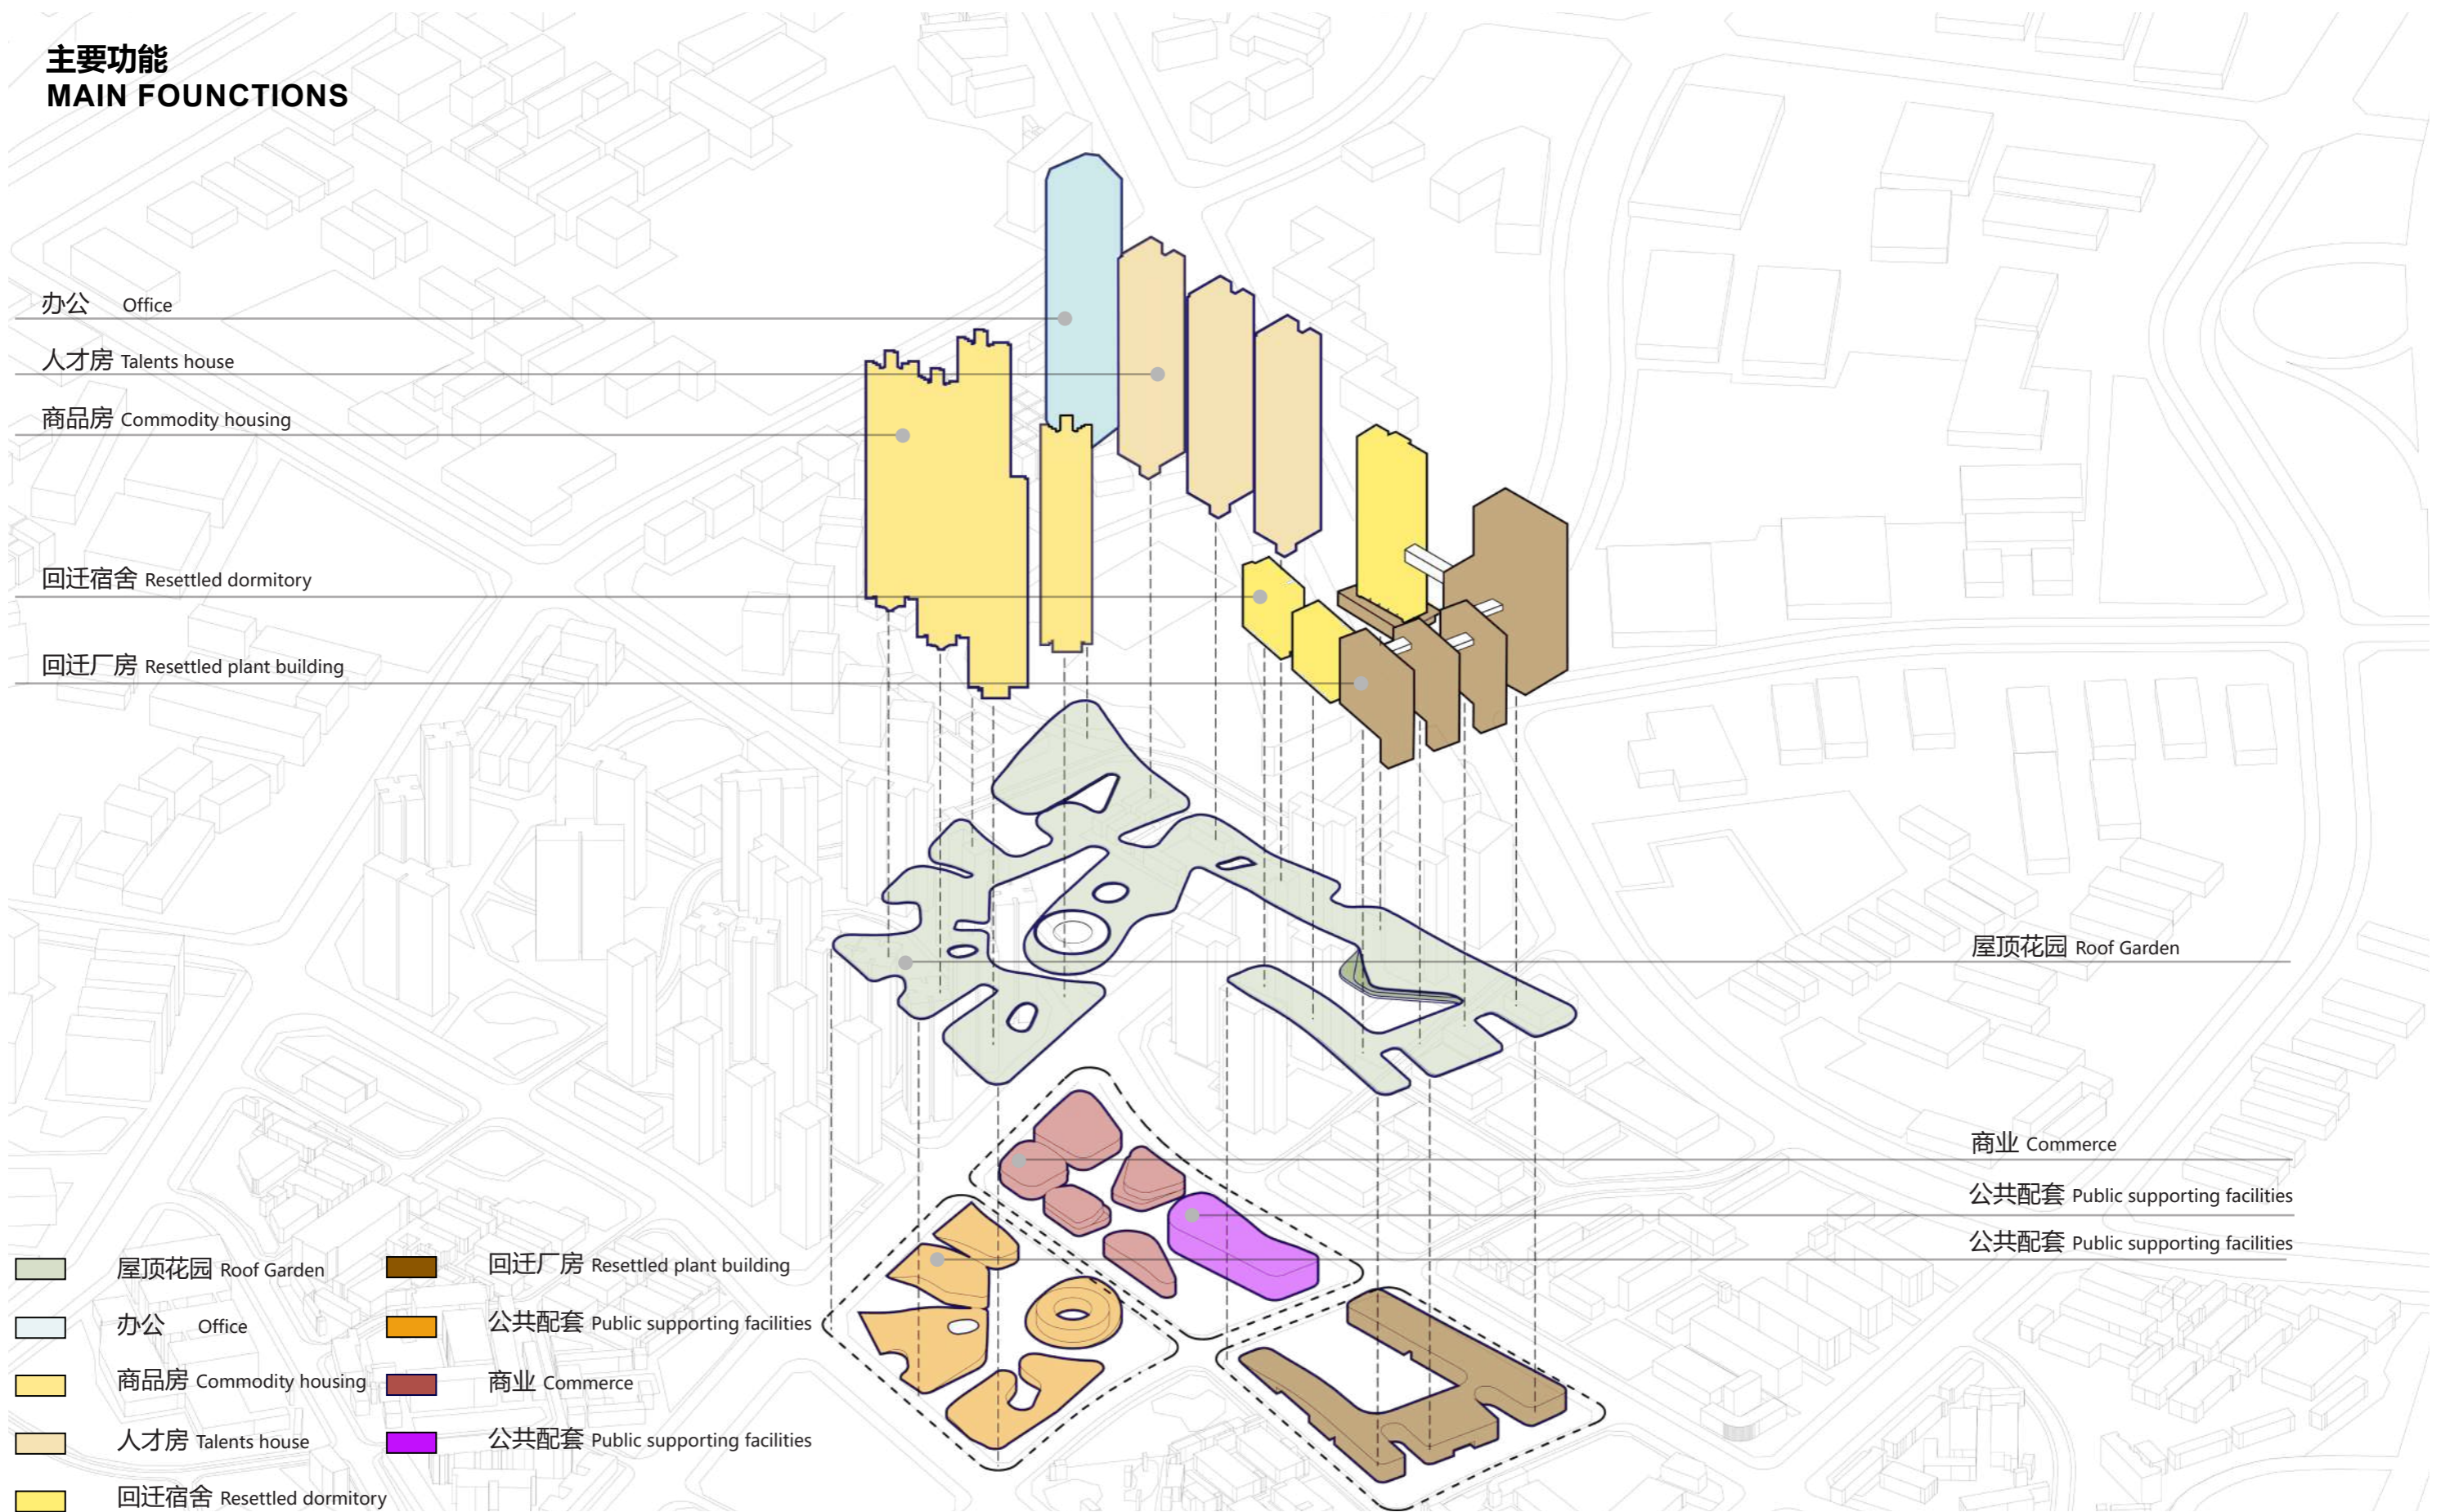 主要功能
MAIN FOUNCTIONS
办公 Office
人才房 Talents house
商品房 Commodity housing
回迁宿舍 Resettled dormitory
回迁厂房 Resettled plant building
屋顶花园 Roof Garden
商业 Commerce
公共配套 Public supporting facilities
公共配套 Public supporting facilities
屋顶花园 Roof Garden
办公 Office
商品房 Commodity housing
人才房 Talents house
回迁宿舍 Resettled dormitory
回迁厂房 Resettled plant building
公共配套 Public supporting facilities
商业 Commerce
公共配套 Public supporting facilities